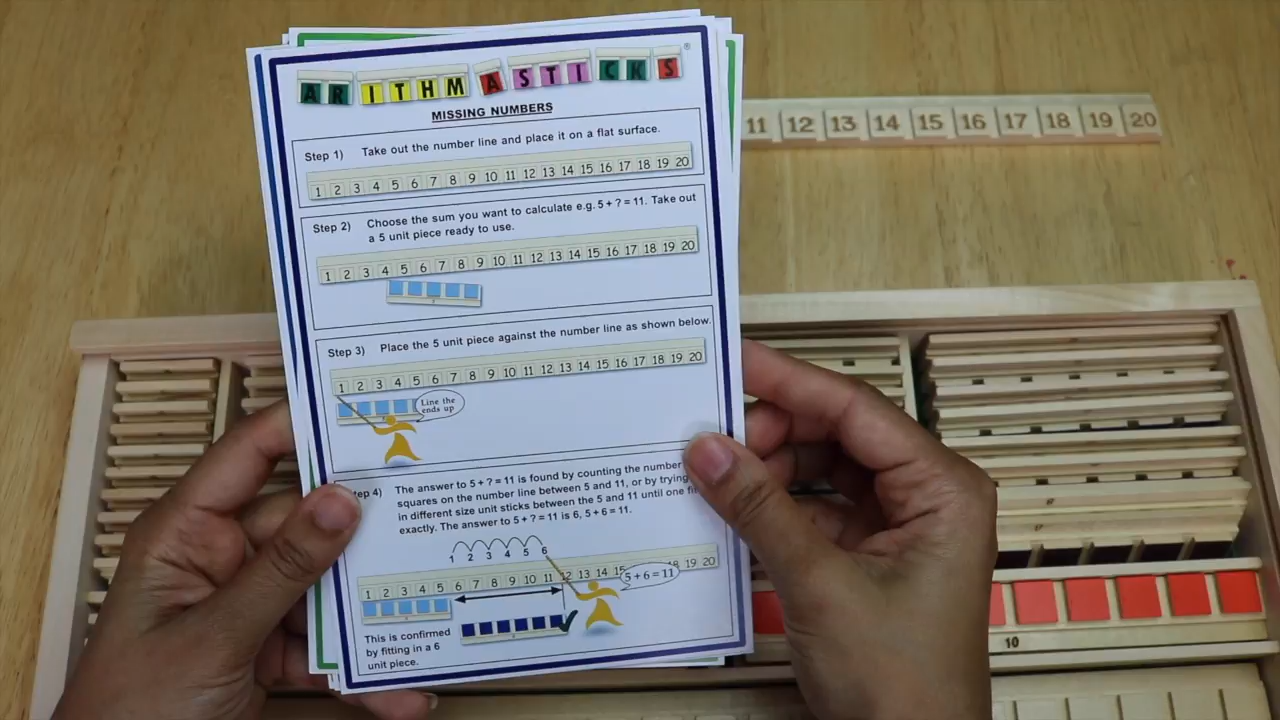 ARITHMASTICKS®
MISSING NUMBERS
Step 1) Take out the number line and place it on a flat surface.
1 2 3 4 5 6 7 8 9 10 11 12 13 14 15 16 17 18 19 20
Step 2) Choose the sum you want to calculate e.g. 5 + ? = 11. Take out
a 5 unit piece ready to use.
1 2 3 4 5 6 7 8 9 10 11 12 13 14 15 16 17 18 19 20
Step 3) Place the 5 unit piece against the number line as shown below.
1 2 3 4 5 6 7 8 9 10 11 12 13 14 15 16 17 18 19 20
Line the
ends up
tep 4) The answer to 5 + ? = 11 is found by counting the number
squares on the number line between 5 and 11, or by trying
in different size unit sticks between the 5 and 11 until one
exactly. The answer to 5 + ? = 11 is 6, 5 + 6 = 11.
1 2 3 4 5 6
1 2 3 4 5 6 7 8 9 10 11 12 13 14 15 18 19 20
5 + 6 = 11
This is confirmed
by fitting in a 6
unit piece.
11 12 13 14 15 16 17 18 19 20
10